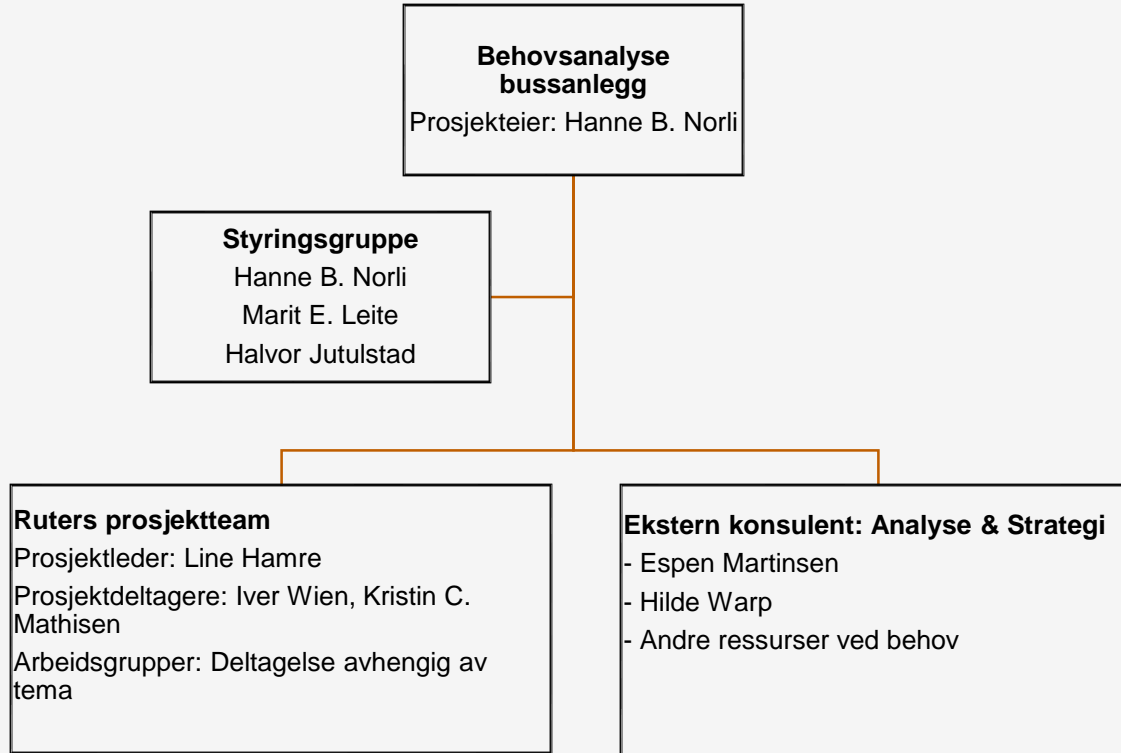 Behovsanalyse
bussanlegg
Prosjekteier: Hanne B. Norli
Styringsgruppe
Hanne B. Norli
Marit E. Leite
Halvor Jutulstad
Ruters prosjektteam
Prosjektleder: Line Hamre
Prosjektdeltagere: Iver Wien, Kristin C.
Mathisen
Arbeidsgrupper: Deltagelse avhengig av
tema
Ekstern konsulent: Analyse & Strategi
- Espen Martinsen
- Hilde Warp
- Andre ressurser ved behov